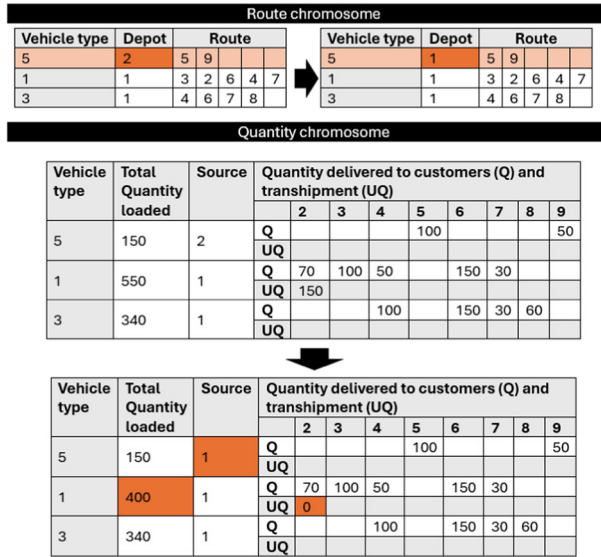 Route chromosome
Vehicle type Depot Route Vehicle type Depot Route
5 2 5 9 5 1 5 9
1 1 3 2 6 4 7 1 1 3 2 6 4 7
3 1 4 6 7 8 3 1 4 6 7 8
Quantity chromosome
Vehicle Total Source Quantity delivered to customers (Q) and
type Quantity transhipment (UQ)
loaded 2 3 4 5 6 7 8 9
5 150 2 Q 100 50
UQ
1 550 1 Q 70 100 50 150 30
UQ 150
3 340 1 Q 100 150 30 60
UQ
Vehicle Total Source Quantity delivered to customers (Q) and
type Quantity transhipment (UQ)
loaded 2 3 4 5 6 7 8 9
5 150 1 Q 100 50
UQ
1 400 1 Q 70 100 50 150 30
UQ 0
3 340 1 Q 100 150 30 60
UQ